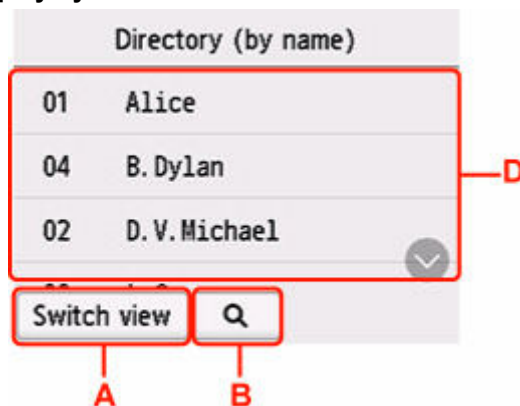 Directory (by name)
01 Alice
04 B.Dylan
D
02 D.V.Michael
Switch view
A B